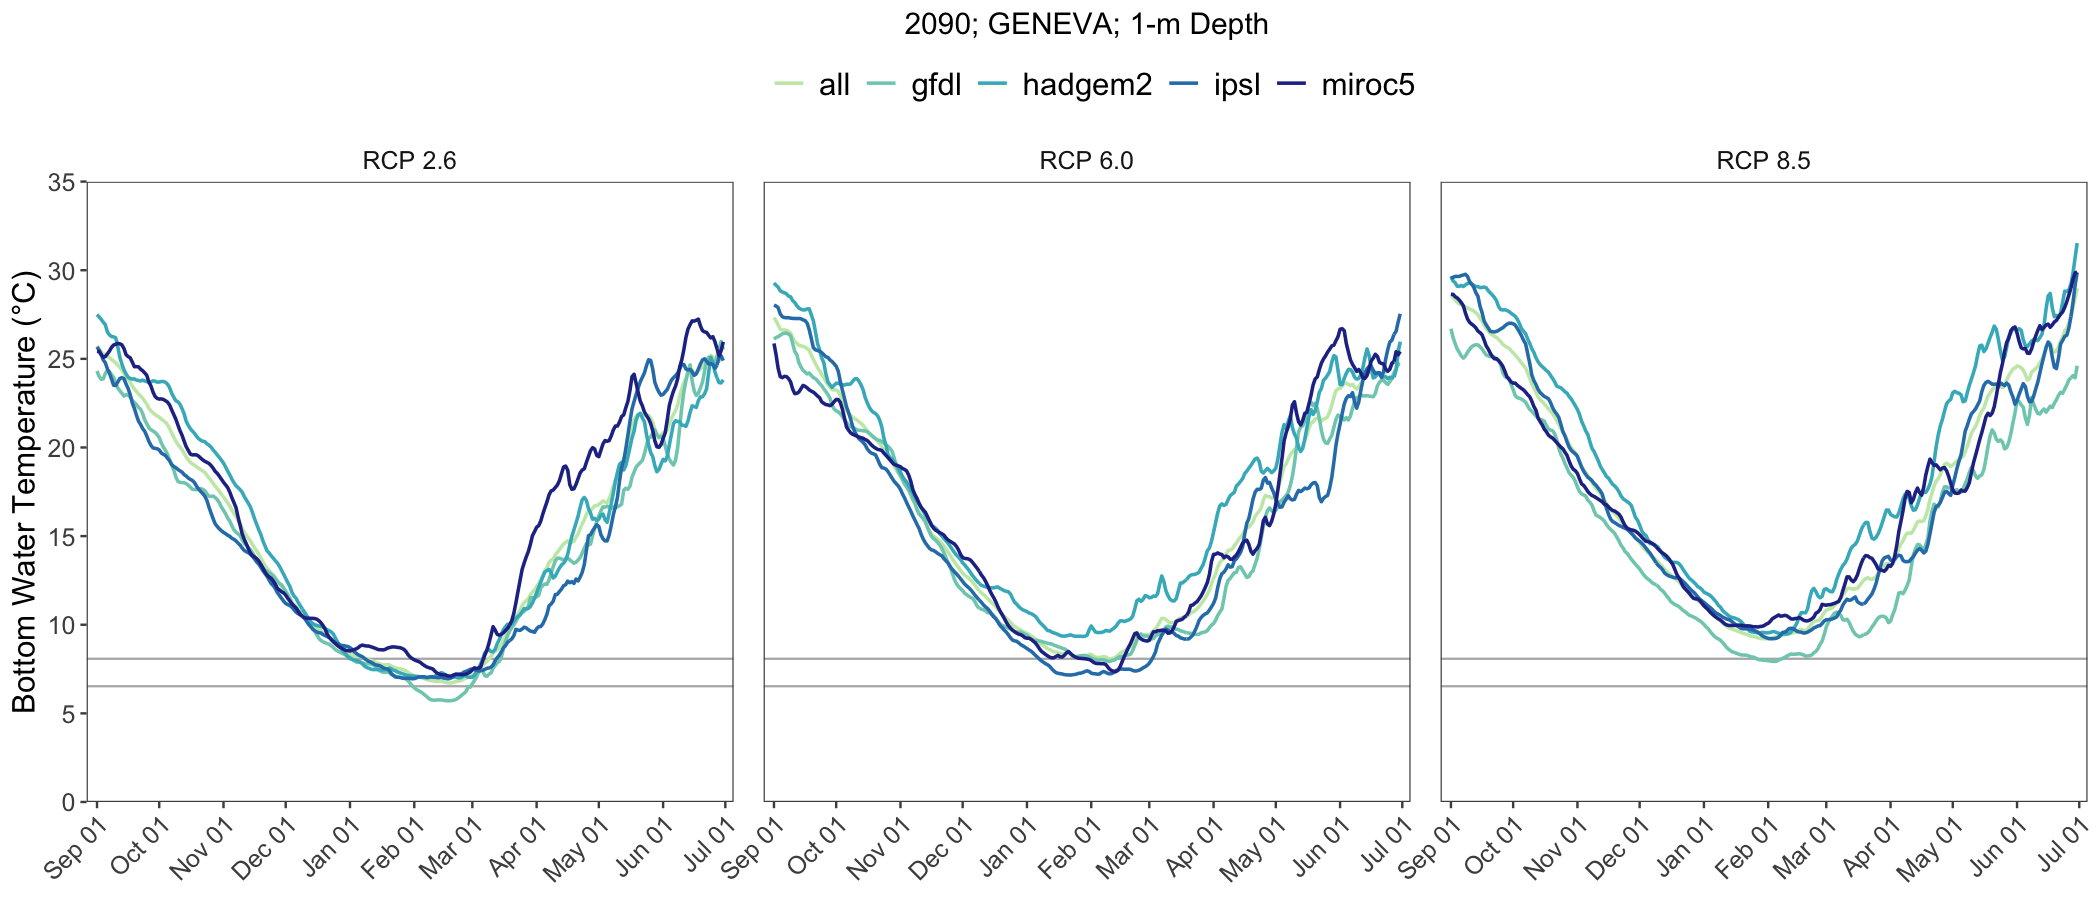 2090; GENEVA; 1-m Depth
all gfdl hadgem2 ipsl miroc5
RCP 2.6 RCP 6.0 RCP 8.5
Bottom Water Temperature (°C)
35
30
25
20
15
10
5
0
Sep 01 Oct 01 Nov 01 Dec 01 Jan 01 Feb 01 Mar 01 Apr 01 May 01 Jun 01 Jul 01
Sep 01 Oct 01 Nov 01 Dec 01 Jan 01 Feb 01 Mar 01 Apr 01 May 01 Jun 01 Jul 01
Sep 01 Oct 01 Nov 01 Dec 01 Jan 01 Feb 01 Mar 01 Apr 01 May 01 Jun 01 Jul 01